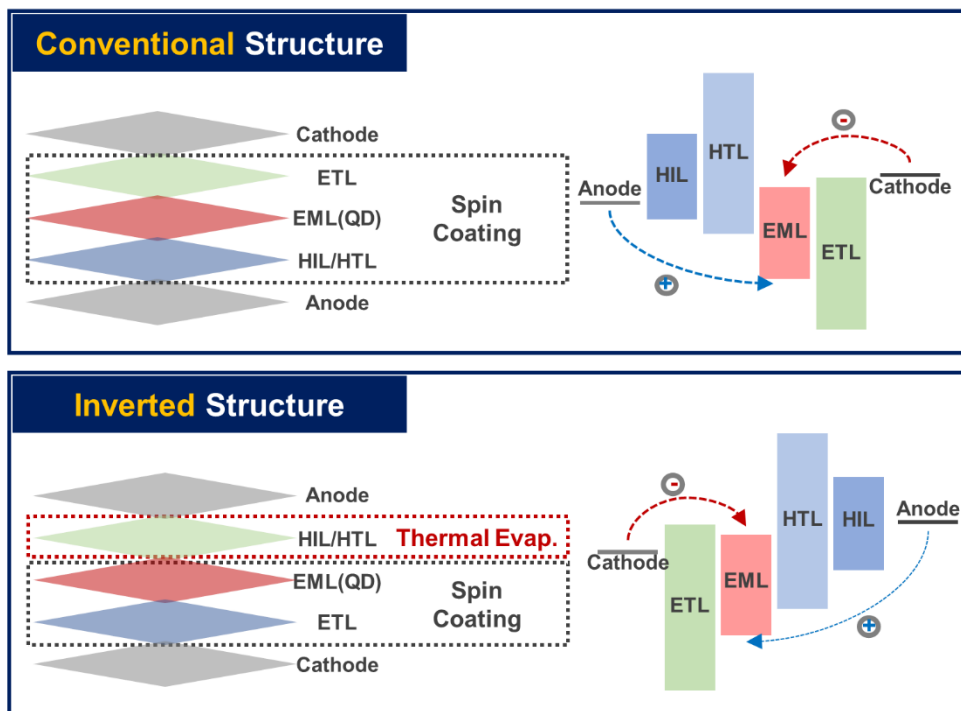 Conventional Structure
Cathode
ETL
EML(QD)
HIL/HTL
Anode
Spin
Coating
Anode
HIL
HTL
EML
ETL
Cathode
-
+
Inverted Structure
Anode
HIL/HTL
Thermal Evap.
EML(QD)
ETL
Cathode
Spin
Coating
Cathode
ETL
EML
HTL
HIL
Anode
-
+